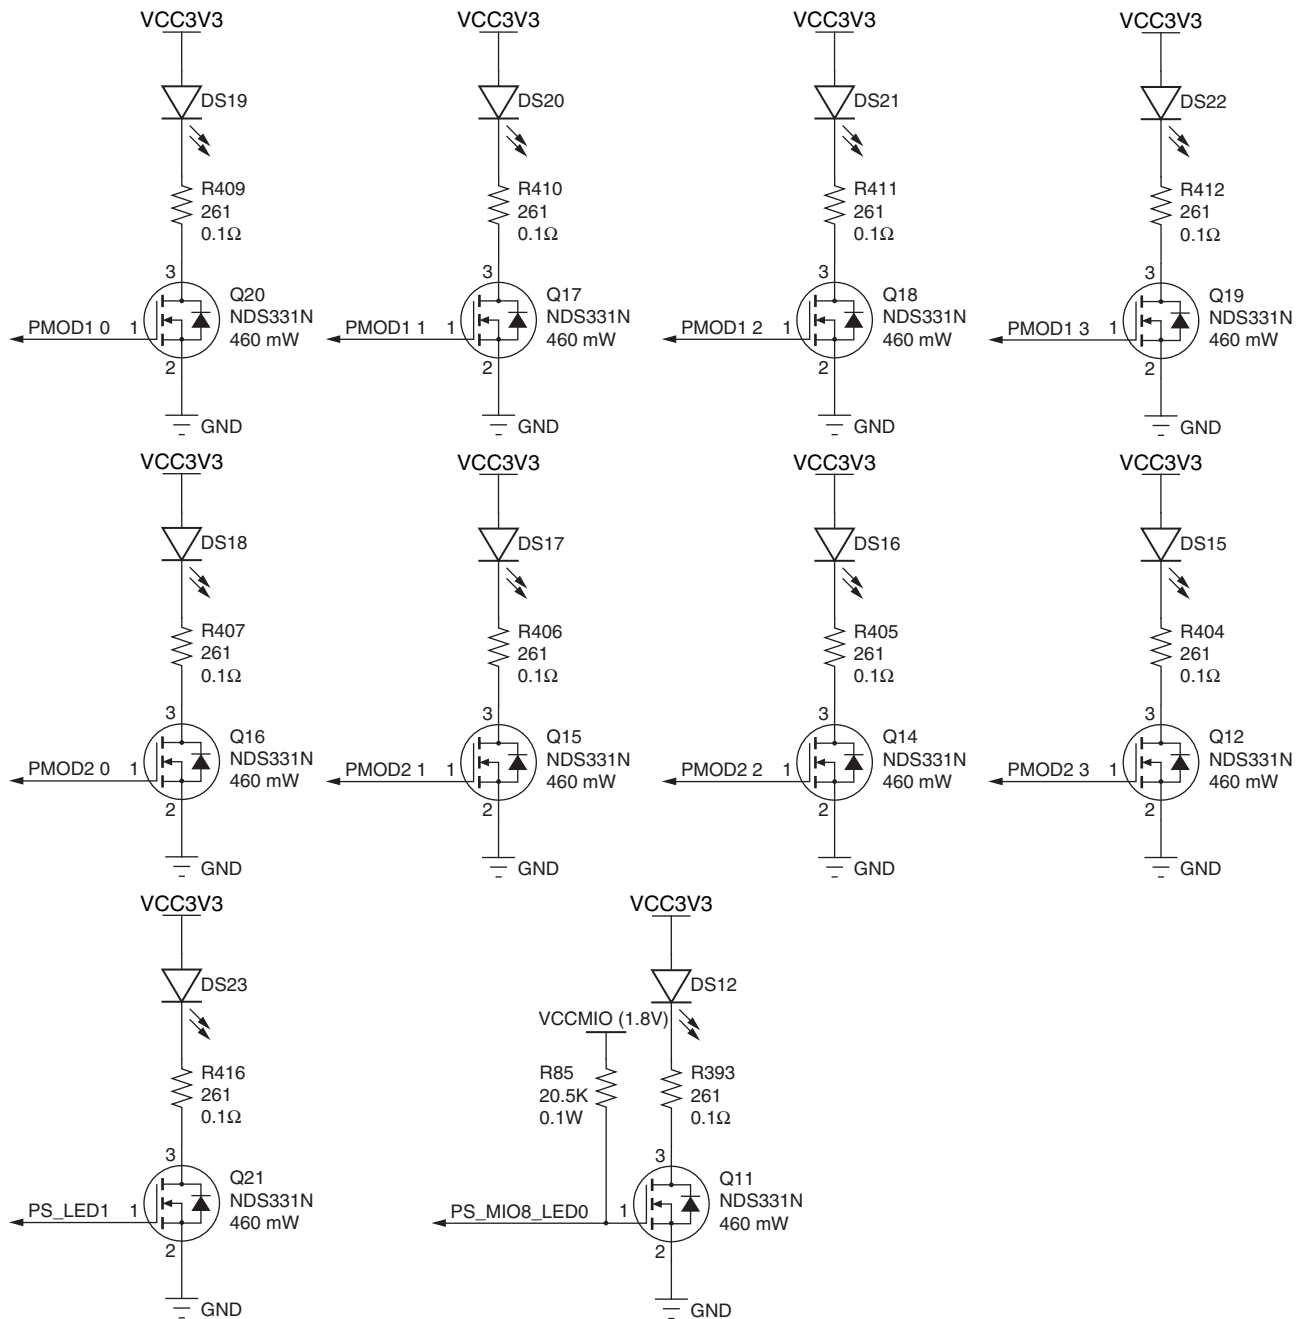 VCC3V3
DS19
R409
261
0.1Ω
3
Q20
NDS331N
460 mW
PMOD1 0
1
2
GND
VCC3V3
DS20
R410
261
0.1Ω
3
Q17
NDS331N
460 mW
PMOD1 1
1
2
GND
VCC3V3
DS21
R411
261
0.1Ω
3
Q18
NDS331N
460 mW
PMOD1 2
1
2
GND
VCC3V3
DS22
R412
261
0.1Ω
3
Q19
NDS331N
460 mW
PMOD1 3
1
2
GND
VCC3V3
DS18
R407
261
0.1Ω
3
Q16
NDS331N
460 mW
PMOD2 0
1
2
GND
VCC3V3
DS17
R406
261
0.1Ω
3
Q15
NDS331N
460 mW
PMOD2 1
1
2
GND
VCC3V3
DS16
R405
261
0.1Ω
3
Q14
NDS331N
460 mW
PMOD2 2
1
2
GND
VCC3V3
DS15
R404
261
0.1Ω
3
Q12
NDS331N
460 mW
PMOD2 3
1
2
GND
VCC3V3
DS23
R416
261
0.1Ω
3
Q21
NDS331N
460 mW
PS_LED1
1
2
GND
VCC3V3
DS12
VCCMIO (1.8V)
R85
20.5K
0.1W
R393
261
0.1Ω
3
Q11
NDS331N
460 mW
PS_MIO8_LED0
1
2
GND